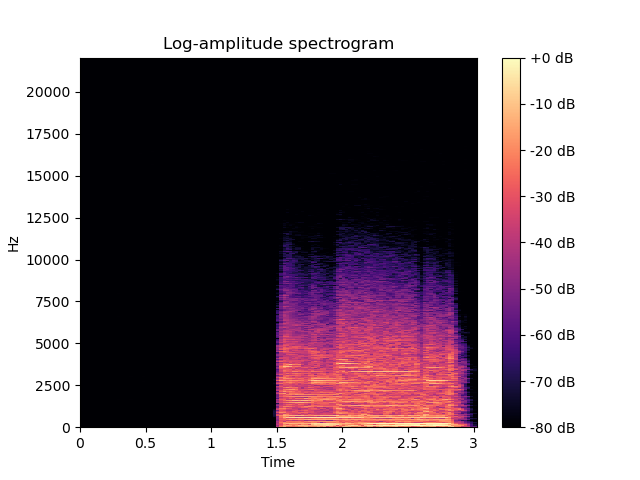 Log-amplitude spectrogram
Hz
20000
17500
15000
12500
10000
7500
5000
2500
0
0 0.5 1 1.5 2 2.5 3
Time
+0 dB
-10 dB
-20 dB
-30 dB
-40 dB
-50 dB
-60 dB
-70 dB
-80 dB